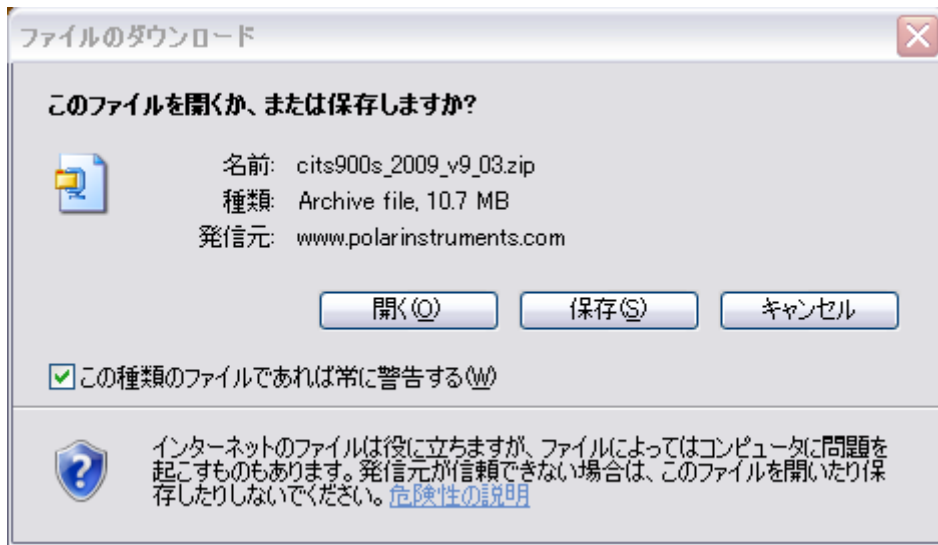 ファイルのダウンロード
このファイルを開くか、または保存しますか?
名前: cits900s_2009_v9_03.zip
種類: Archive file, 10.7 MB
発信元: www.polarinstruments.com
開く(O) 保存(S) キャンセル
この種類のファイルであれば常に警告する(W)
インターネットのファイルは役に立ちますが、ファイルによってはコンピュータに問題を
起こすものもあります。発信元が信頼できない場合は、このファイルを開いたり保
存したりしないでください。危険性の説明